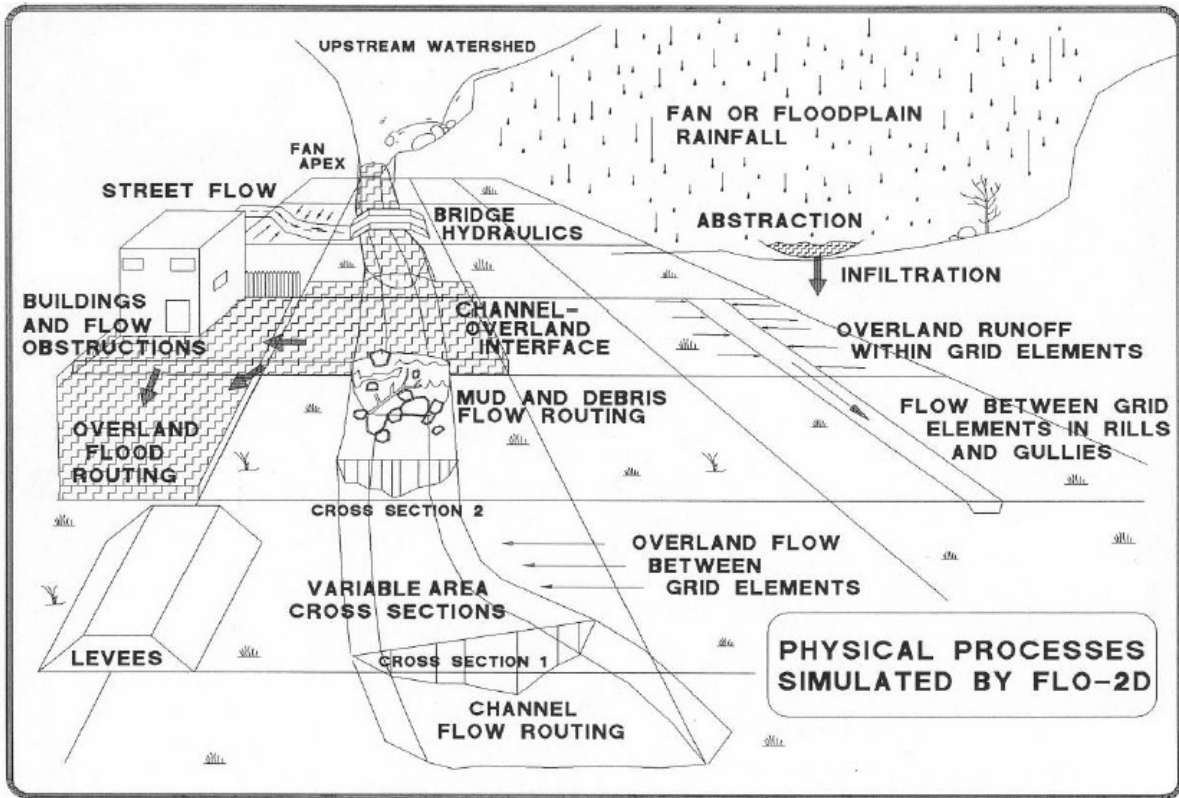 UPSTREAM WATERSHED
FAN OR FLOODPLAIN
RAINFALL
FAN
APEX
STREET FLOW
BRIDGE
HYDRAULICS
ABSTRACTION
INFILTRATION
BUILDINGS
AND FLOW
OBSTRUCTIONS
CHANNEL-
OVERLAND
INTERFACE
OVERLAND RUNOFF
WITHIN GRID ELEMENTS
MUD AND DEBRIS
FLOW ROUTING
FLOW BETWEEN GRID
ELEMENTS IN RILLS
AND GULLIES
OVERLAND
FLOOD
ROUTING
CROSS SECTION 2
OVERLAND FLOW
BETWEEN
GRID ELEMENTS
VARIABLE AREA
CROSS SECTIONS
LEVEES
CROSS SECTION 1
CHANNEL
FLOW ROUTING
PHYSICAL PROCESSES
SIMULATED BY FLO-2D